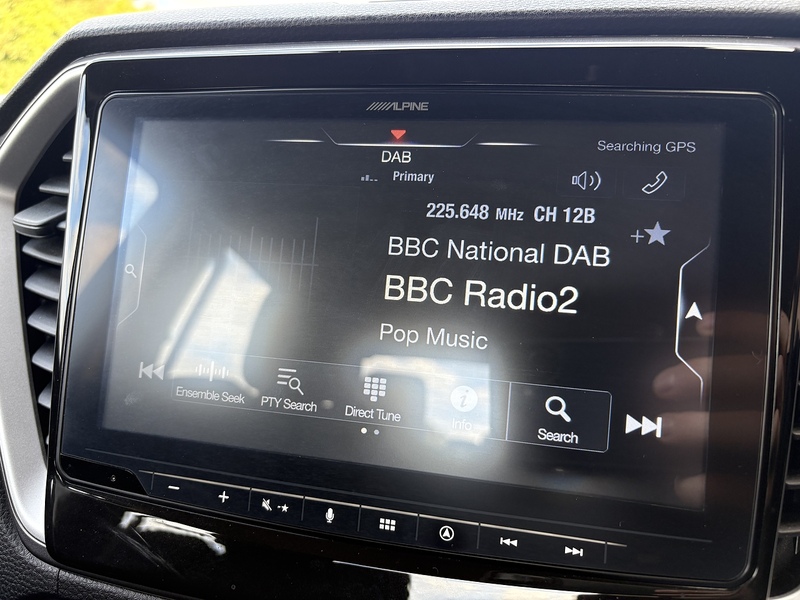 ALPINE
DAB
Searching GPS
Primary
225.648 MHz CH 12B
BBC National DAB
BBC Radio2
Pop Music
Ensemble Seek
PTY Search
Direct Tune
Info
Search